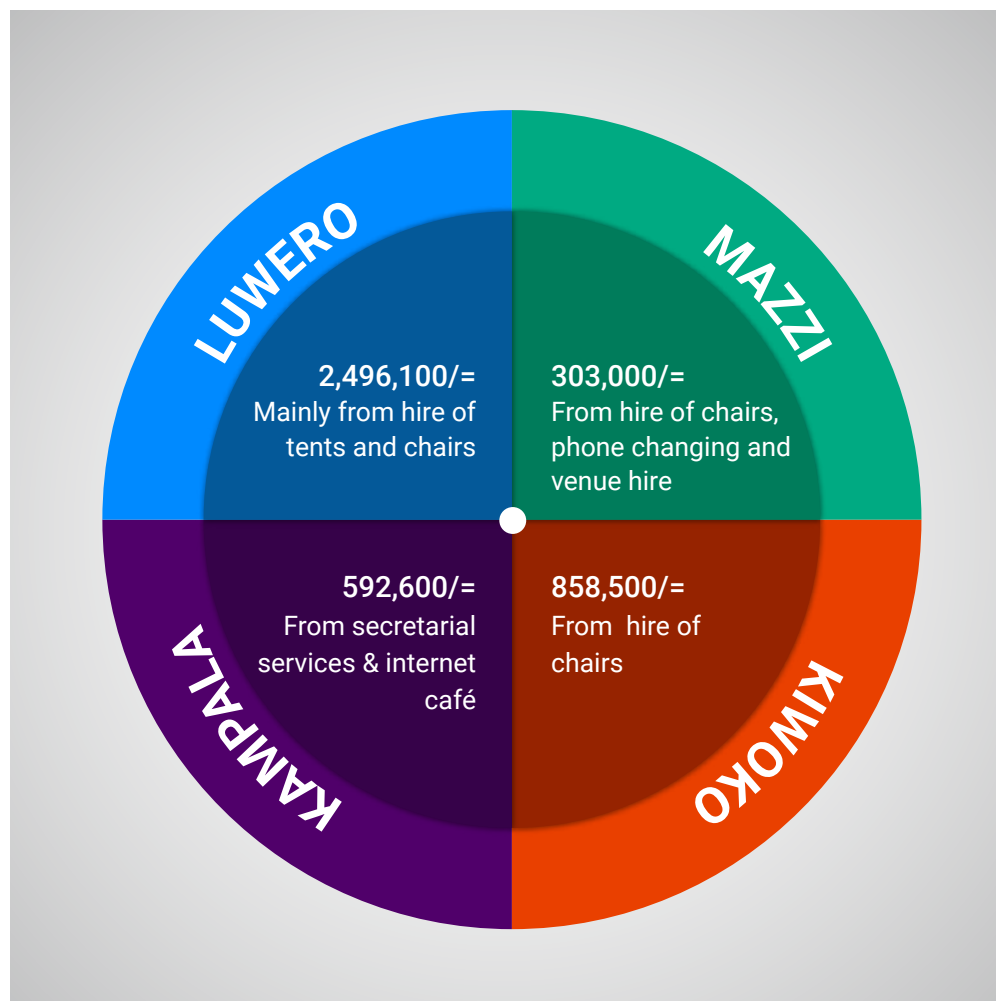 LUWERO
2,496,100/=
Mainly from hire of
tents and chairs
MAZZI
303,000/=
From hire of chairs,
phone changing and
venue hire
KAMPALA
592,600/=
From secretarial
services & internet
café
KIWOKO
858,500/=
From  hire of
chairs